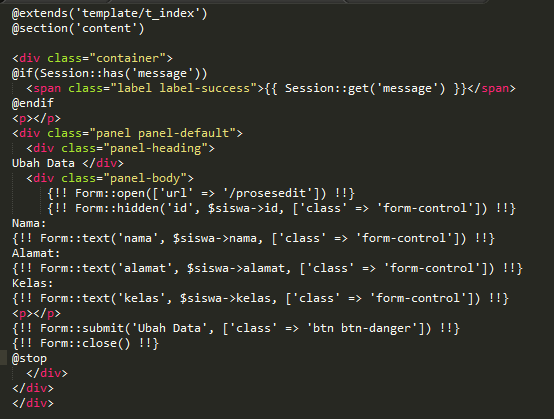 @extends('template/t_index')
@section('content')
<div class="container">
@if(Session::has('message'))
<span class="label label-success">{{ Session::get('message') }}</span>
@endif
<p></p>
<div class="panel panel-default">
<div class="panel-heading">
Ubah Data </div>
<div class="panel-body">
{!! Form::open(['url' => '/prosesedit']) !!}
{!! Form::hidden('id', $siswa->id, ['class' => 'form-control']) !!}
Nama:
{!! Form::text('nama', $siswa->nama, ['class' => 'form-control']) !!}
Alamat:
{!! Form::text('alamat', $siswa->alamat, ['class' => 'form-control']) !!}
Kelas:
{!! Form::text('kelas', $siswa->kelas, ['class' => 'form-control']) !!}
<p></p>
{!! Form::submit('Ubah Data', ['class' => 'btn btn-danger']) !!}
{!! Form::close() !!}
@stop
</div>
</div>
</div>